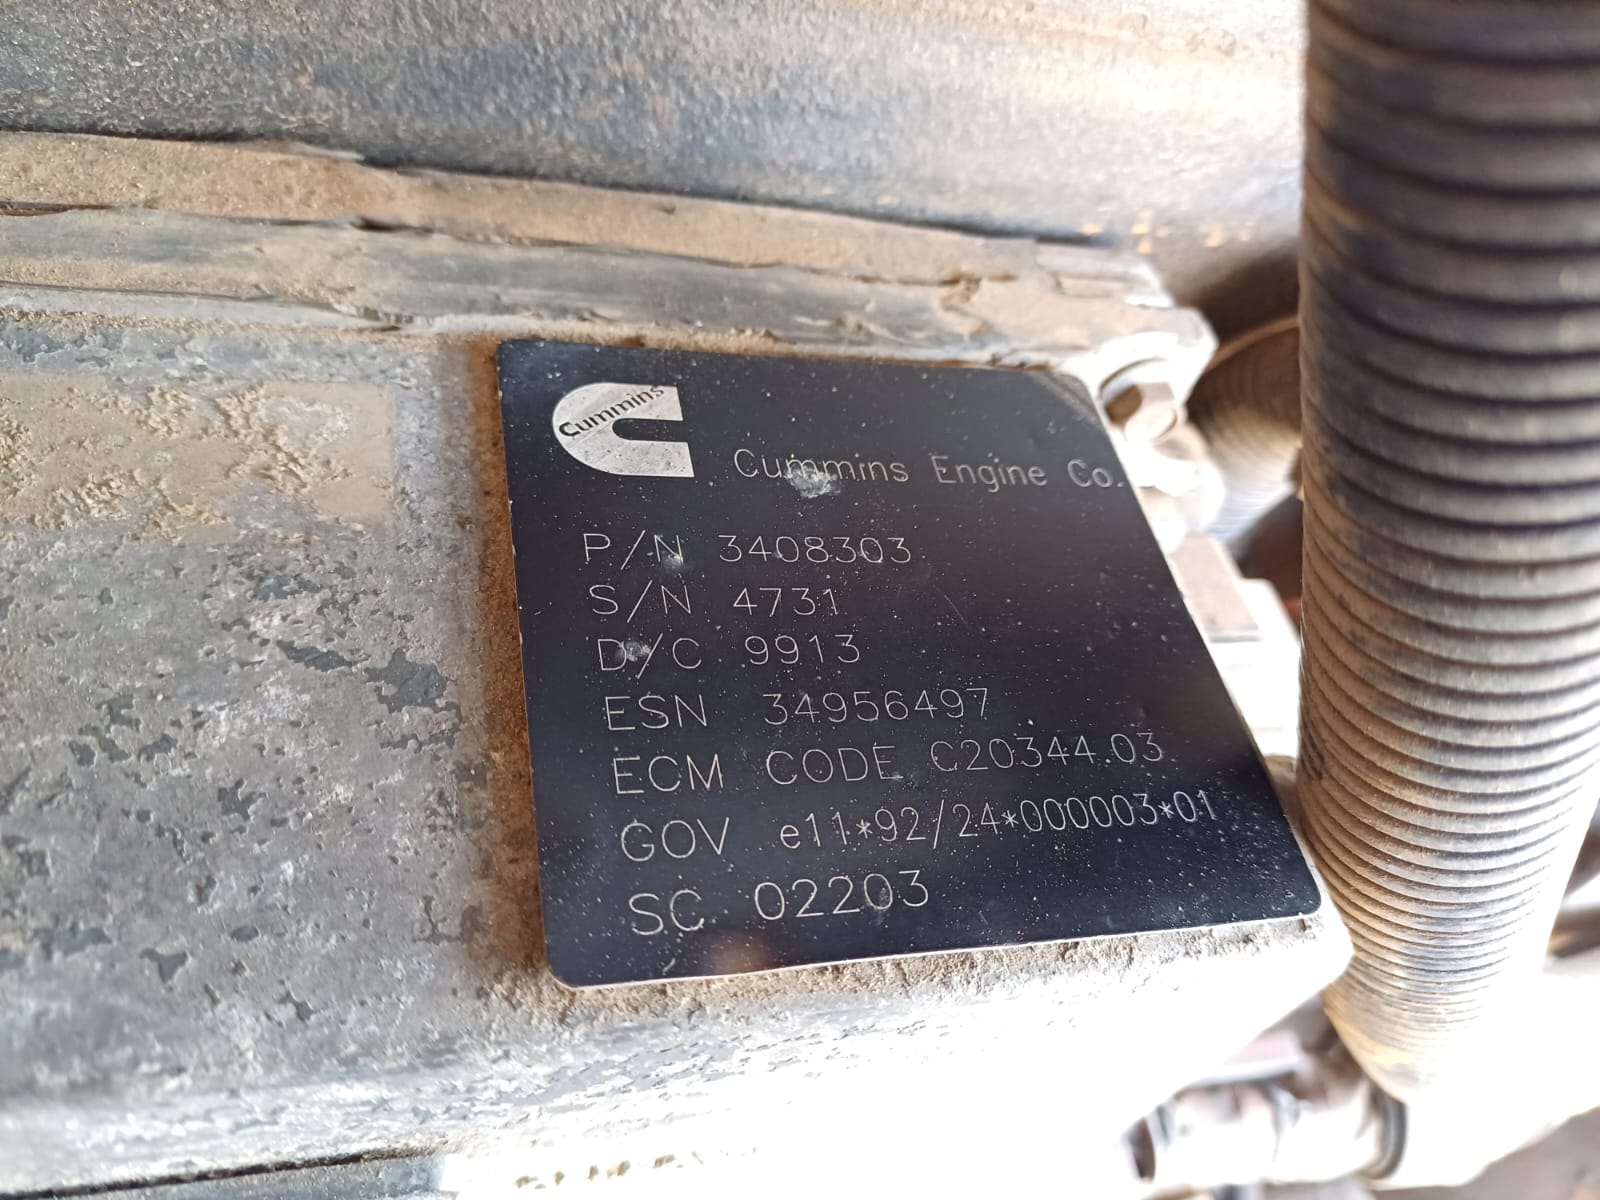 Cummins
Cummins Engine Co.
P/N 3408303
S/N 4731
D/C 9913
ESN 34956497
ECM CODE C20344.03
GOV e11*92/24*000003*01
SC 02203